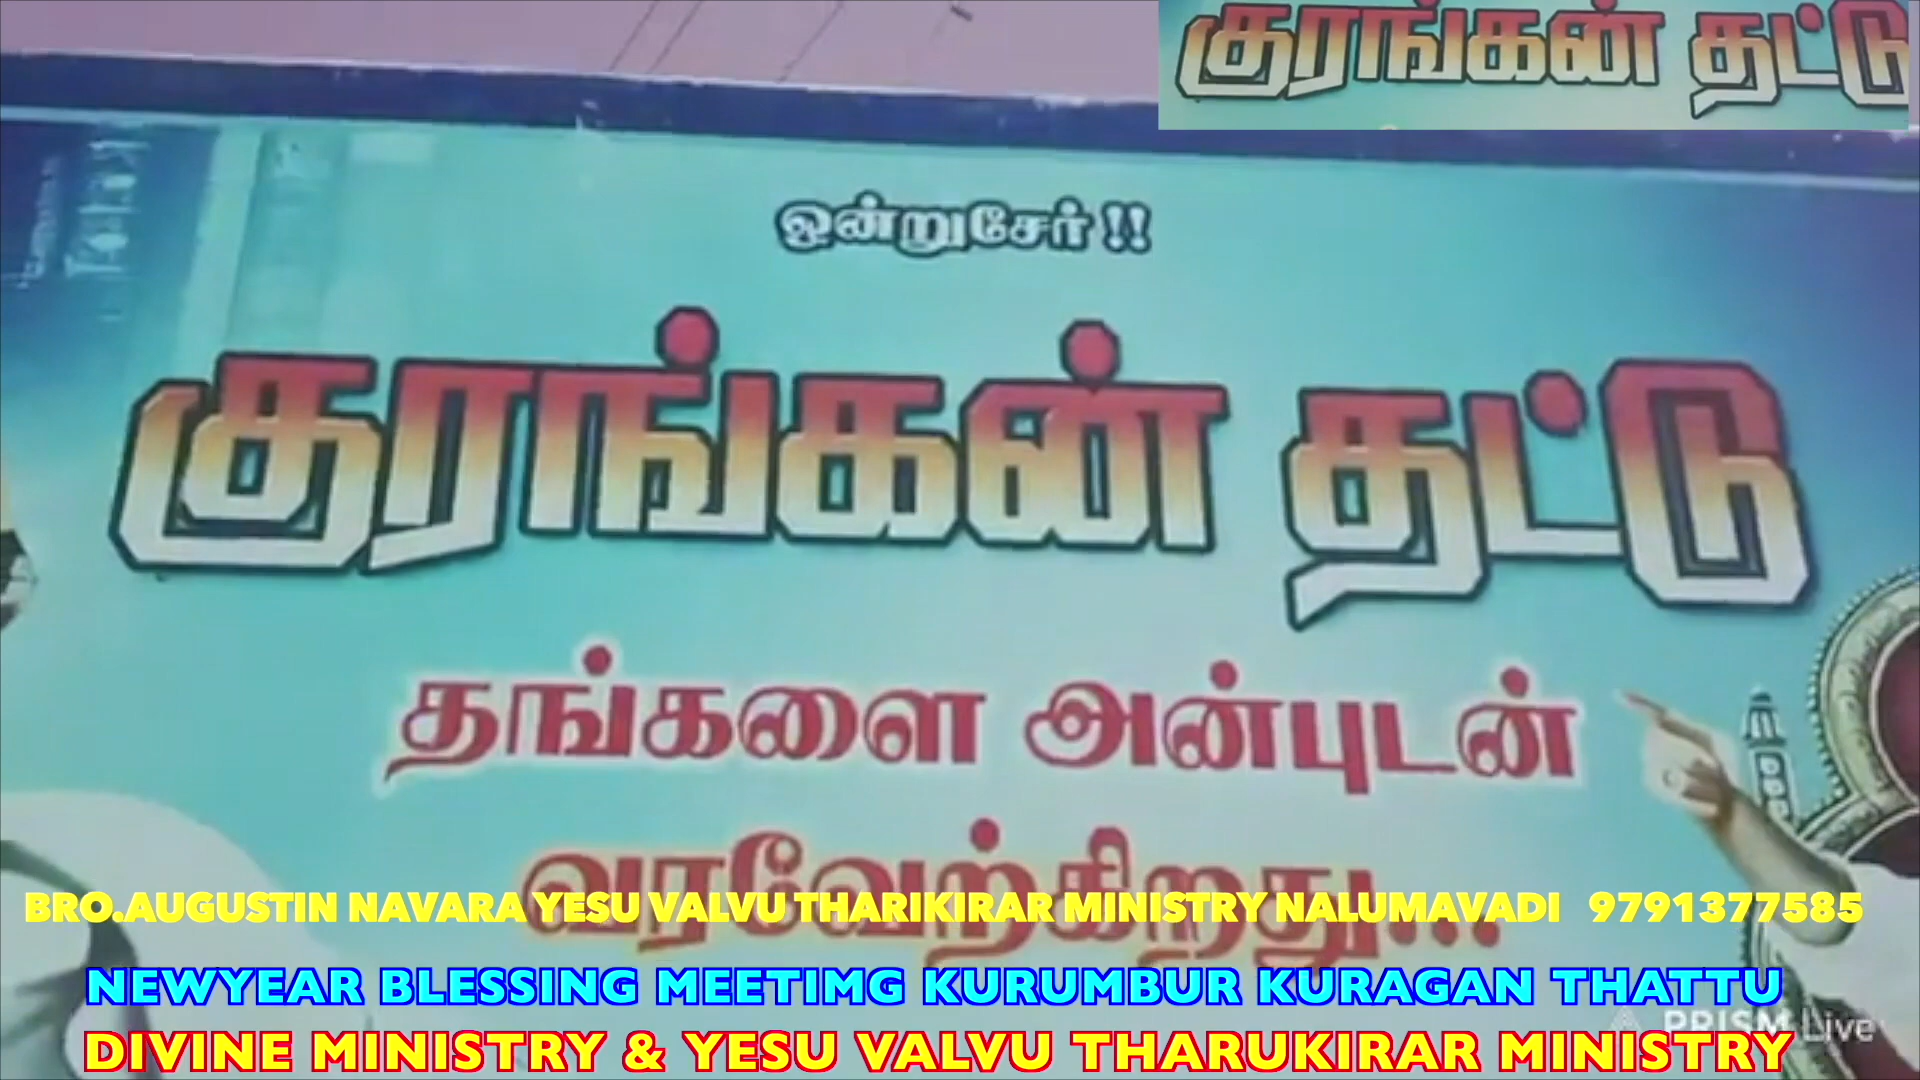 குரங்கன் தட்டு
ஒன்றுசேர் !!
குரங்கன் தட்டு
தங்களை அன்புடன்
வரவேற்கிறது...
BRO.AUGUSTIN NAVARA YESU VALVU THARIKIRAR MINISTRY NALUMAVADI 9791377585
NEWYEAR BLESSING MEETIMG KURUMBUR KURAGAN THATTU
PRISM Live
DIVINE MINISTRY & YESU VALVU THARUKIRAR MINISTRY